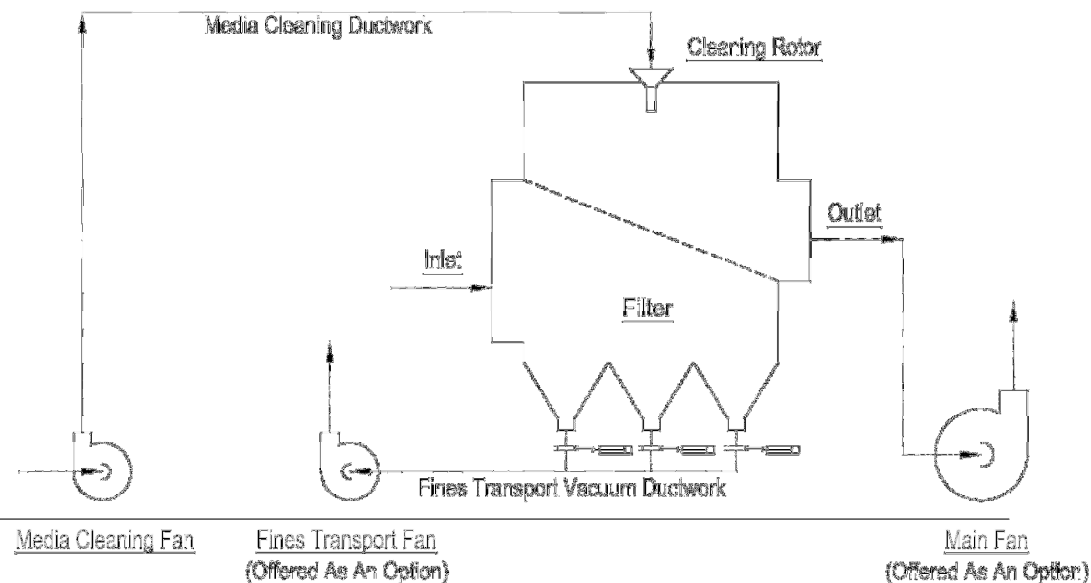 Media Cleaning Ductwork
Cleaning Rotor
Outlet
Inlet
Filter
Fines Transport Vacuum Ductwork
Media Cleaning Fan
Fines Transport Fan
(Offered As An Option)
Main Fan
(Offered As An Option)